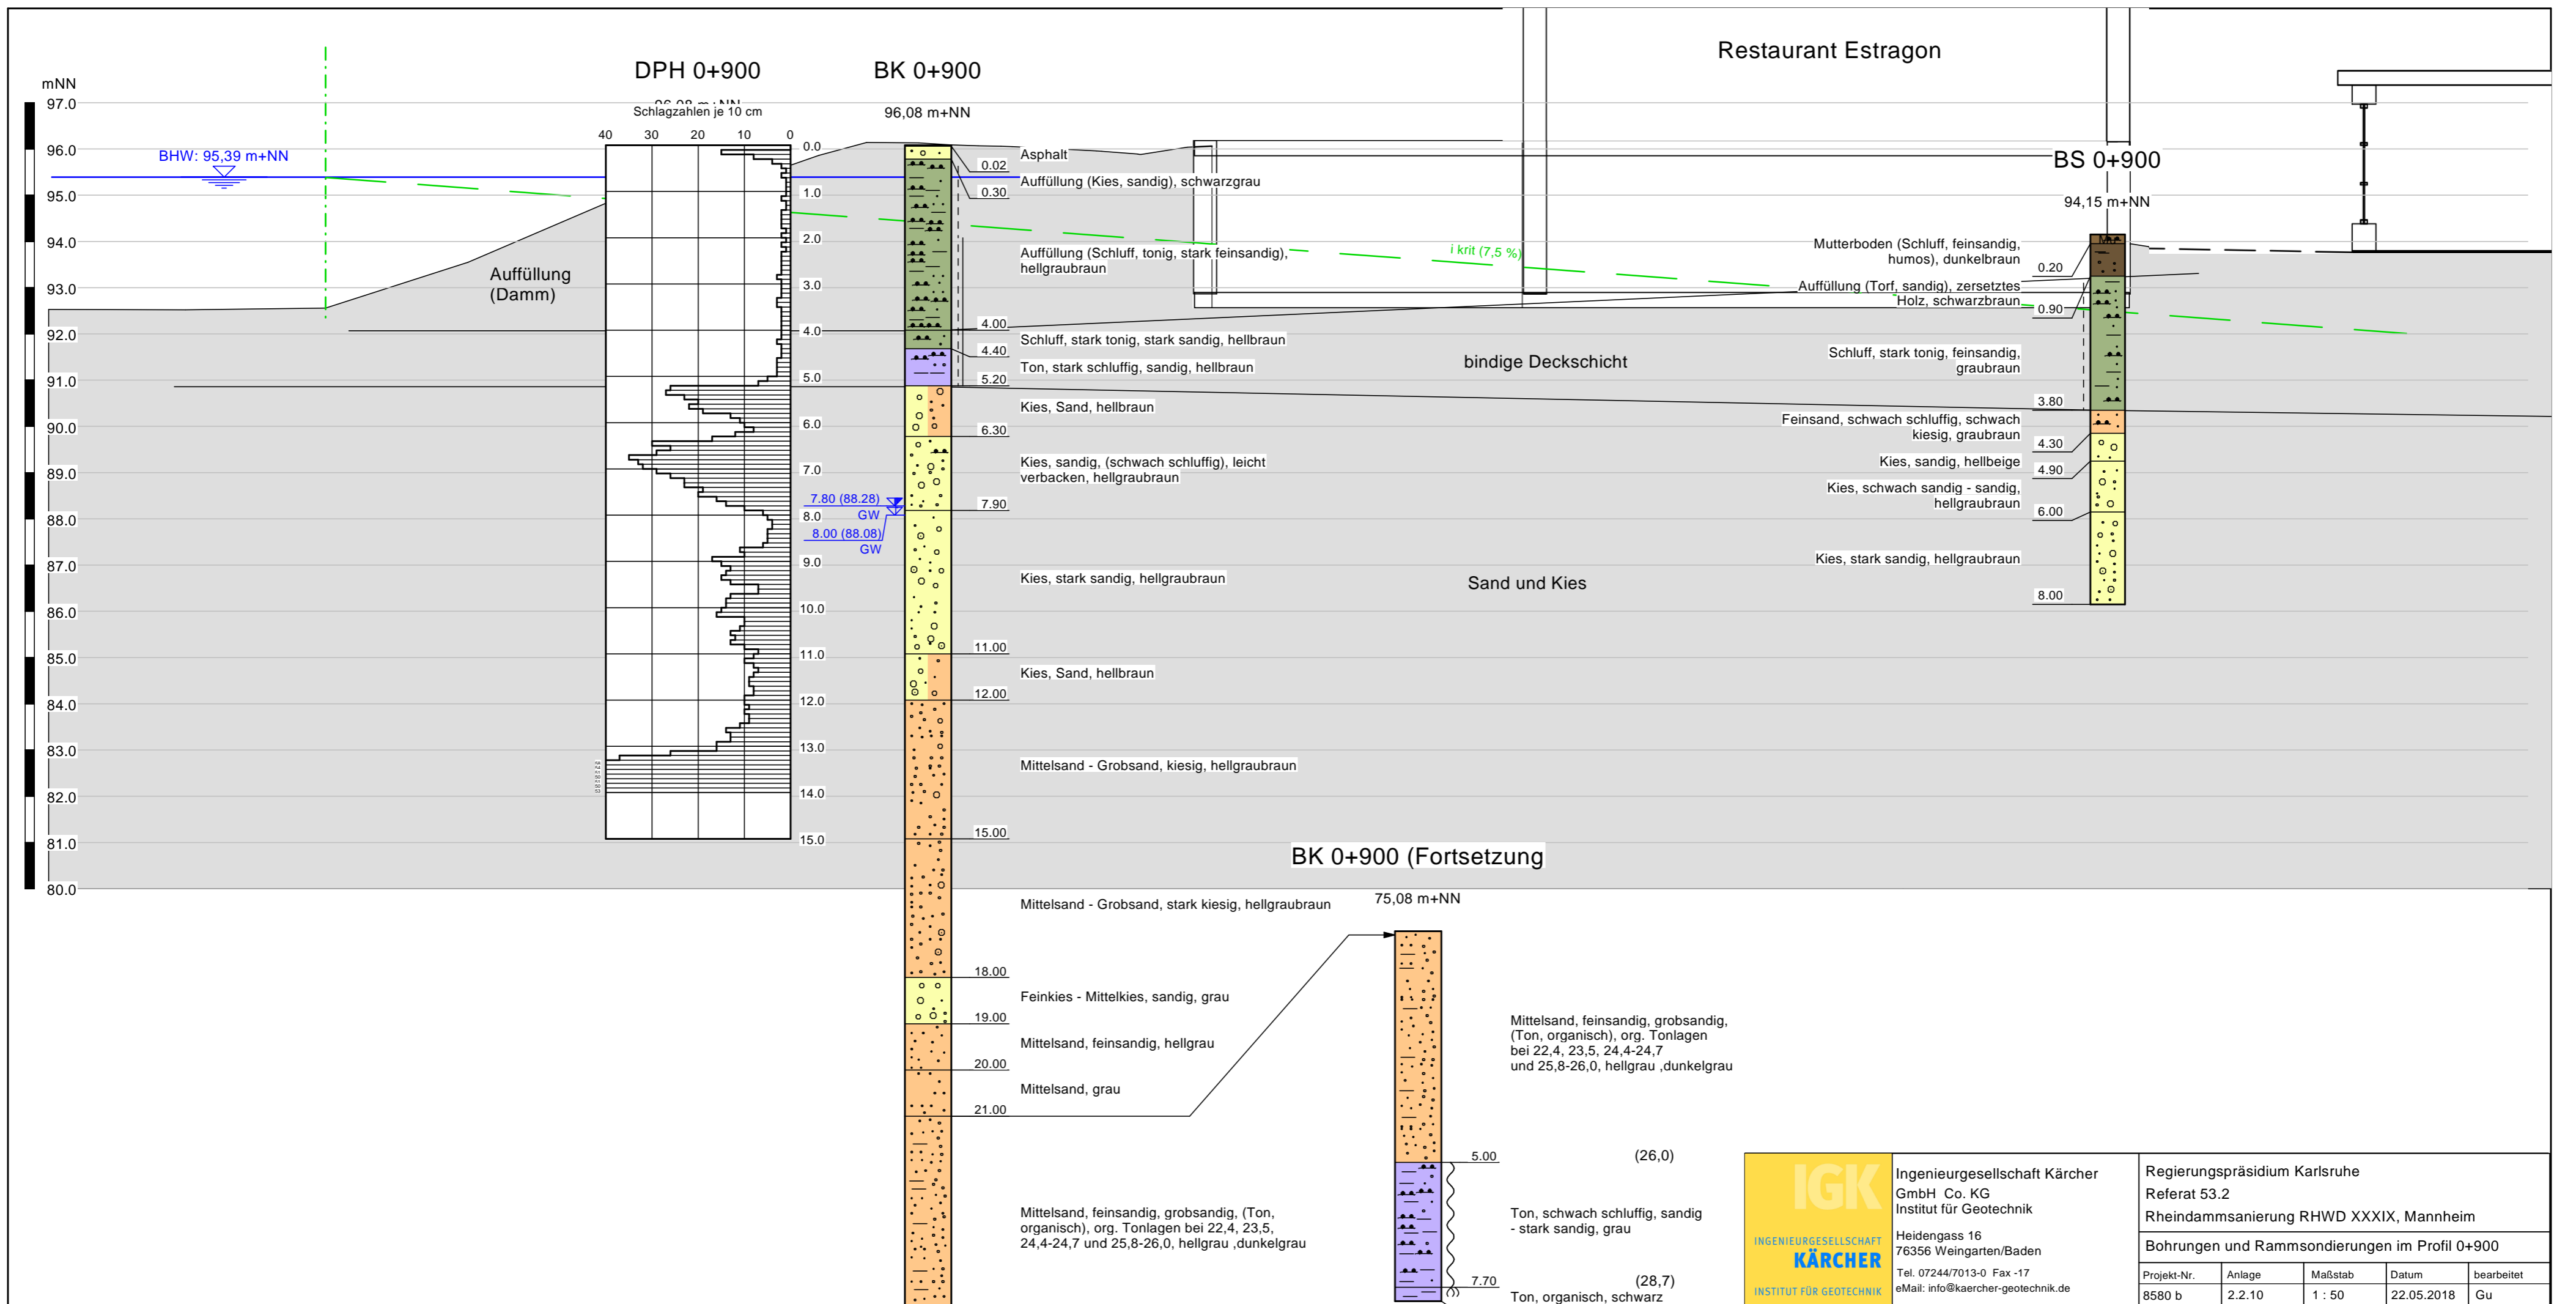 Restaurant Estragon
DPH 0+900
BK 0+900
mNN
96,08 m+NN
Schlagzahlen je 10 cm
96,08 m+NN
40 30 20 10 0
97.0
96.0
95.0
94.0
93.0
92.0
91.0
90.0
89.0
88.0
87.0
86.0
85.0
84.0
83.0
82.0
81.0
80.0
BHW: 95,39 m+NN
Auffüllung
(Damm)
0.0
1.0
2.0
3.0
4.0
5.0
6.0
7.0
8.0
9.0
10.0
11.0
12.0
13.0
14.0
15.0
7.80 (88.28)
GW
8.00 (88.08)
GW
Asphalt
0.02
Auffüllung (Kies, sandig), schwarzgrau
0.30
Auffüllung (Schluff, tonig, stark feinsandig),
hellgraubraun
4.00
Schluff, stark tonig, stark sandig, hellbraun
4.40
Ton, stark schluffig, sandig, hellbraun
5.20
Kies, Sand, hellbraun
6.30
Kies, sandig, (schwach schluffig), leicht
verbacken, hellgraubraun
7.90
Kies, stark sandig, hellgraubraun
11.00
Kies, Sand, hellbraun
12.00
Mittelsand - Grobsand, kiesig, hellgraubraun
15.00
Mittelsand - Grobsand, stark kiesig, hellgraubraun
18.00
Feinkies - Mittelkies, sandig, grau
19.00
Mittelsand, feinsandig, hellgrau
20.00
Mittelsand, grau
21.00
Mittelsand, feinsandig, grobsandig, (Ton,
organisch), org. Tonlagen bei 22,4, 23,5,
24,4-24,7 und 25,8-26,0, hellgrau ,dunkelgrau
i krit (7,5 %)
bindige Deckschicht
Sand und Kies
BS 0+900
94,15 m+NN
Mu
Mutterboden (Schluff, feinsandig,
humos), dunkelbraun
0.20
Auffüllung (Torf, sandig), zersetztes
Holz, schwarzbraun
0.90
Schluff, stark tonig, feinsandig,
graubraun
3.80
Feinsand, schwach schluffig, schwach
kiesig, graubraun
4.30
Kies, sandig, hellbeige
4.90
Kies, schwach sandig - sandig,
hellgraubraun
6.00
Kies, stark sandig, hellgraubraun
8.00
BK 0+900 (Fortsetzung
75,08 m+NN
Mittelsand, feinsandig, grobsandig,
(Ton, organisch), org. Tonlagen
bei 22,4, 23,5, 24,4-24,7
und 25,8-26,0, hellgrau ,dunkelgrau
5.00 (26,0)
Ton, schwach schluffig, sandig
- stark sandig, grau
7.70 (28,7)
Ton, organisch, schwarz
IGK
INGENIEURGESELLSCHAFT
KÄRCHER
INSTITUT FÜR GEOTECHNIK
Ingenieurgesellschaft Kärcher
GmbH Co. KG
Institut für Geotechnik
Heidengass 16
76356 Weingarten/Baden
Tel. 07244/7013-0 Fax -17
eMail: info@kaercher-geotechnik.de
Regierungspräsidium Karlsruhe
Referat 53.2
Rheindammsanierung RHWD XXXIX, Mannheim
Bohrungen und Rammsondierungen im Profil 0+900
Projekt-Nr. Anlage Maßstab Datum bearbeitet
8580 b 2.2.10 1 : 50 22.05.2018 Gu